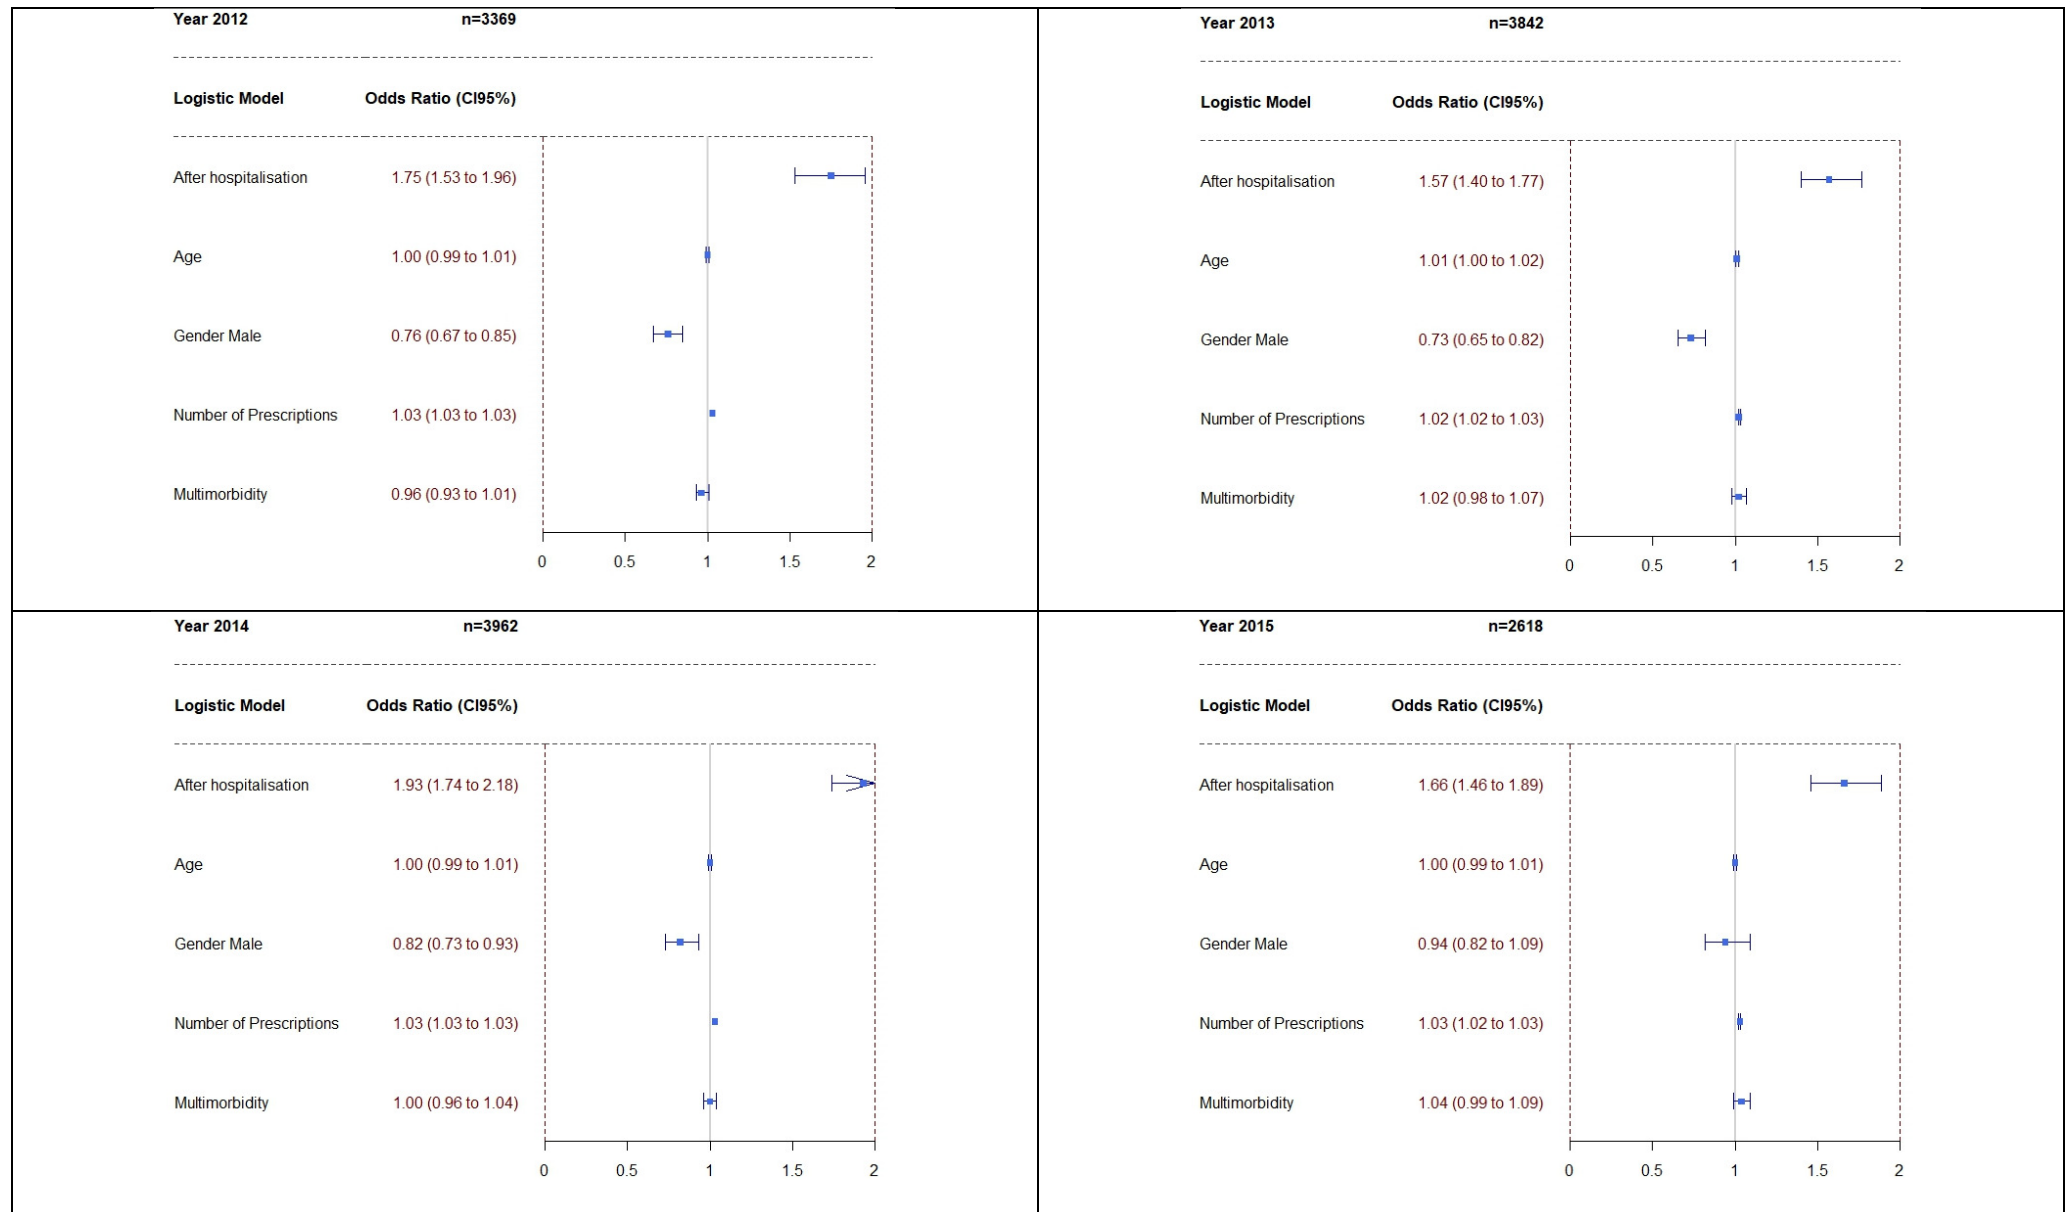 Year 2012 n=3369
Logistic Model Odds Ratio (CI95%)
After hospitalisation 1.75 (1.53 to 1.96)
Age 1.00 (0.99 to 1.01)
Gender Male 0.76 (0.67 to 0.85)
Number of Prescriptions 1.03 (1.03 to 1.03)
Multimorbidity 0.96 (0.93 to 1.01)
0 0.5 1 1.5 2
Year 2013 n=3842
Logistic Model Odds Ratio (CI95%)
After hospitalisation 1.57 (1.40 to 1.77)
Age 1.01 (1.00 to 1.02)
Gender Male 0.73 (0.65 to 0.82)
Number of Prescriptions 1.02 (1.02 to 1.03)
Multimorbidity 1.02 (0.98 to 1.07)
0 0.5 1 1.5 2
Year 2014 n=3962
Logistic Model Odds Ratio (CI95%)
After hospitalisation 1.93 (1.74 to 2.18)
Age 1.00 (0.99 to 1.01)
Gender Male 0.82 (0.73 to 0.93)
Number of Prescriptions 1.03 (1.03 to 1.03)
Multimorbidity 1.00 (0.96 to 1.04)
0 0.5 1 1.5 2
Year 2015 n=2618
Logistic Model Odds Ratio (CI95%)
After hospitalisation 1.66 (1.46 to 1.89)
Age 1.00 (0.99 to 1.01)
Gender Male 0.94 (0.82 to 1.09)
Number of Prescriptions 1.03 (1.02 to 1.03)
Multimorbidity 1.04 (0.99 to 1.09)
0 0.5 1 1.5 2